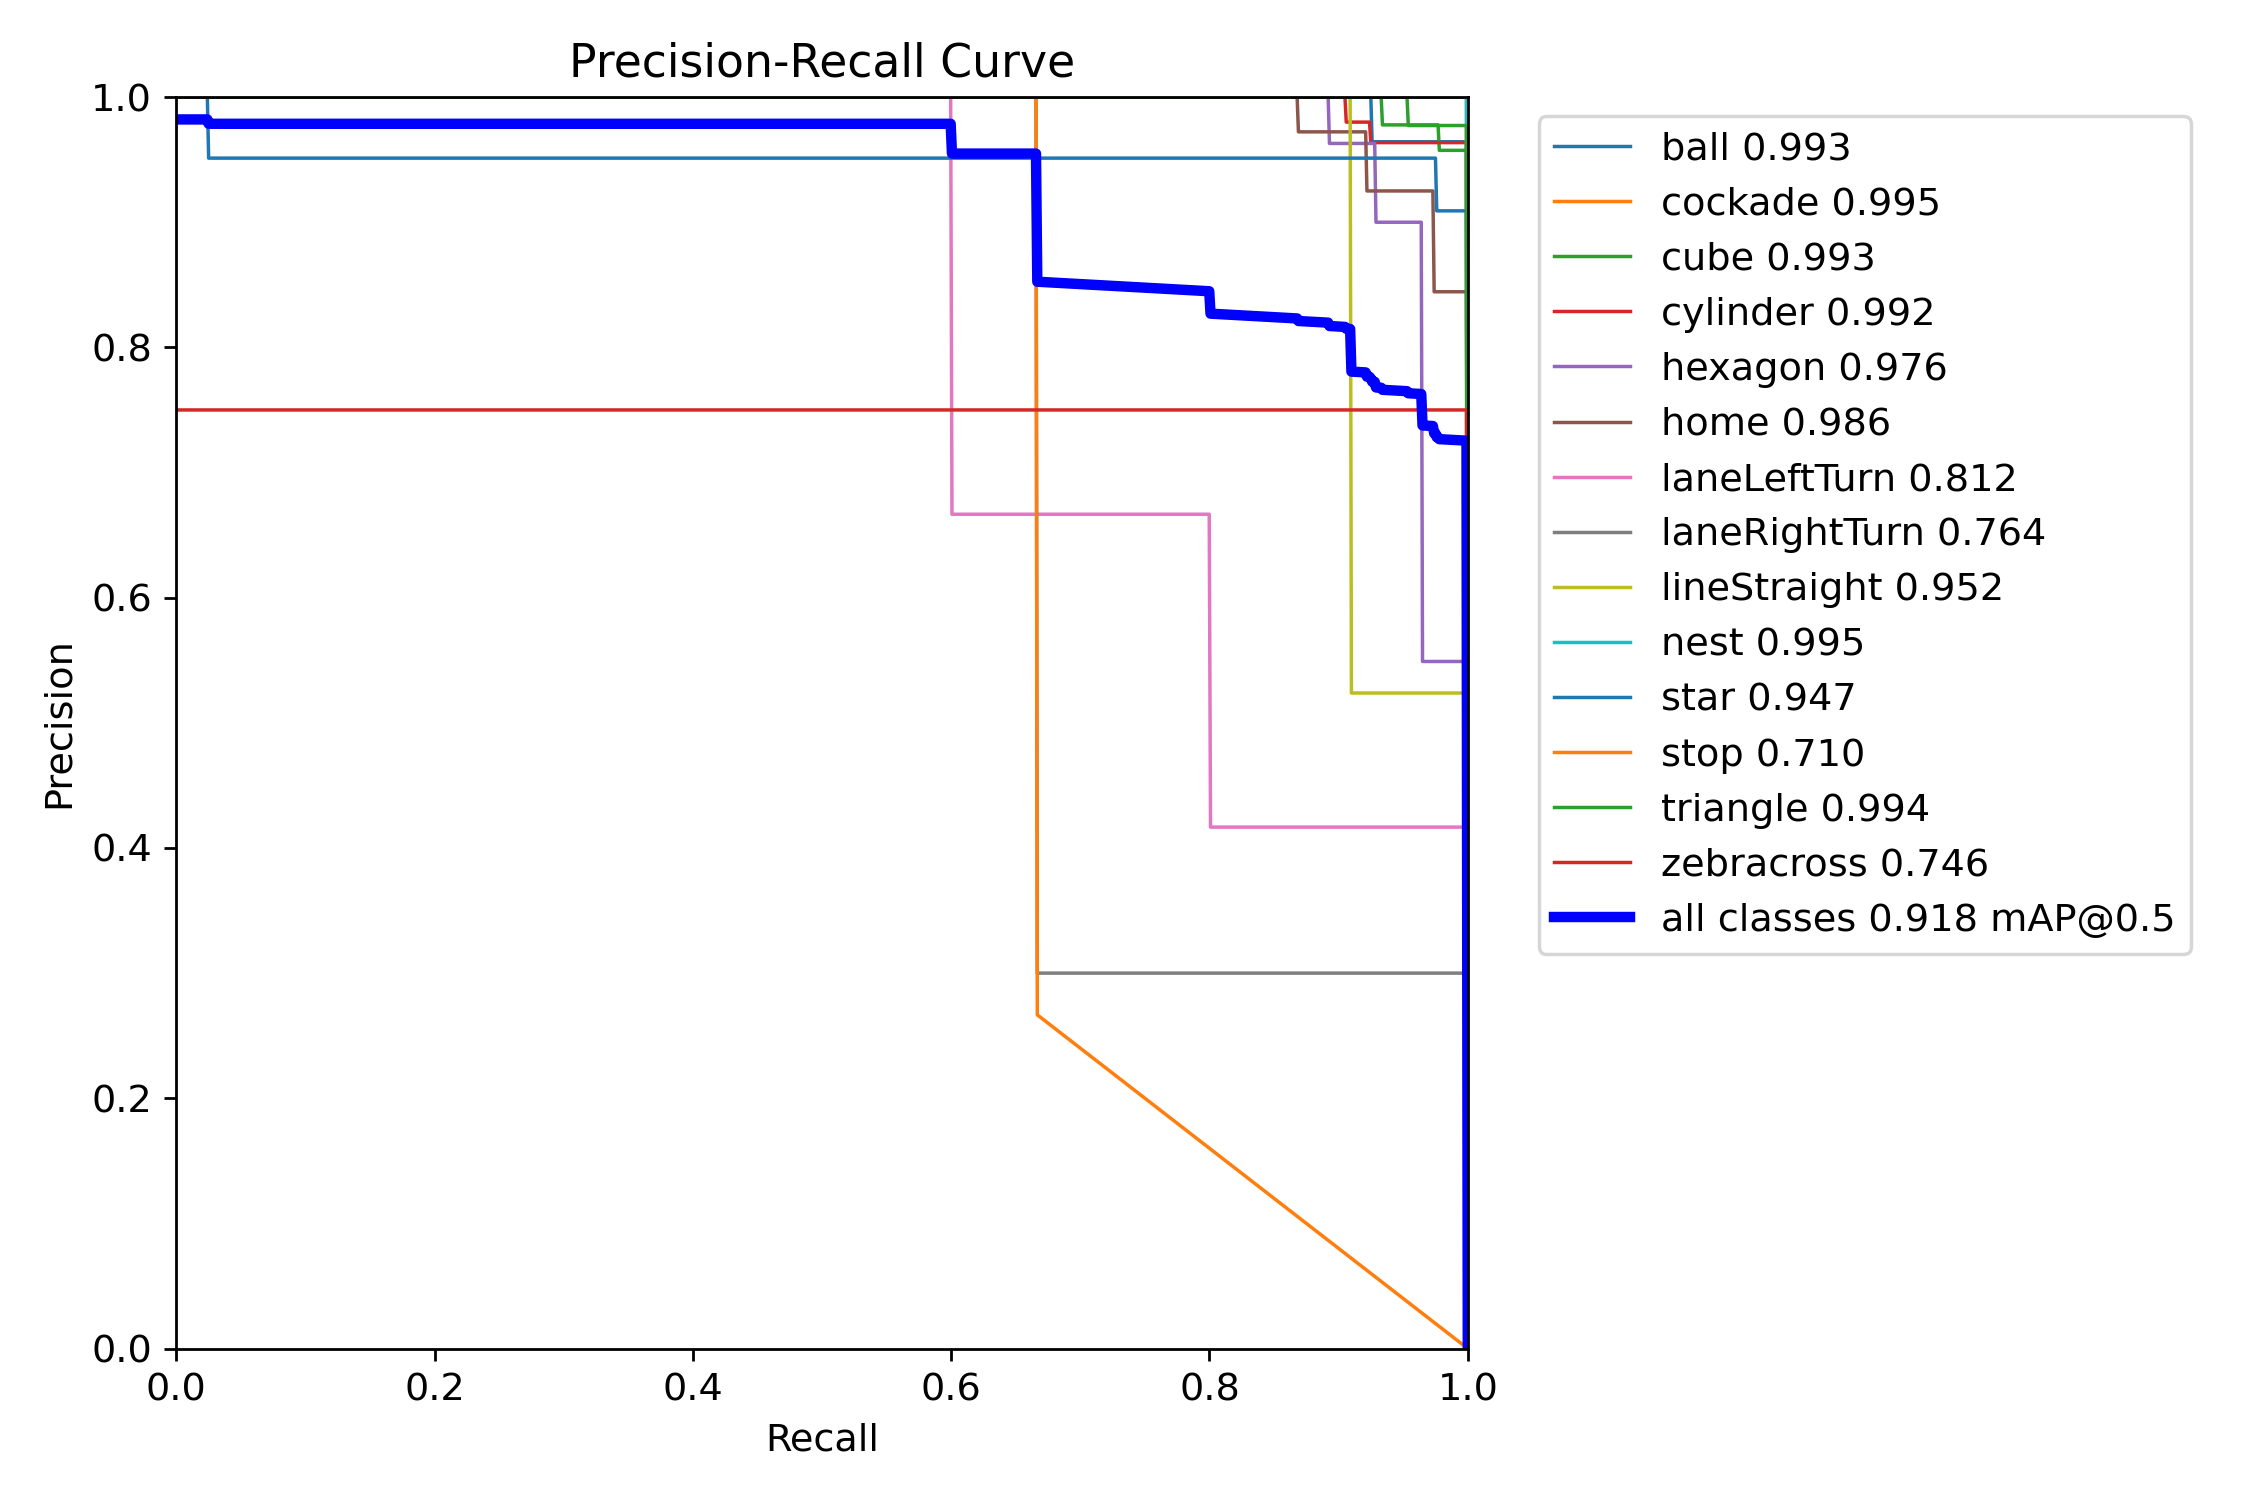 Precision-Recall Curve
1.0
0.8
0.6
0.4
0.2
0.0
Precision
0.0 0.2 0.4 0.6 0.8 1.0
Recall
ball 0.993
cockade 0.995
cube 0.993
cylinder 0.992
hexagon 0.976
home 0.986
laneLeftTurn 0.812
laneRightTurn 0.764
lineStraight 0.952
nest 0.995
star 0.947
stop 0.710
triangle 0.994
zebracross 0.746
all classes 0.918 mAP@0.5